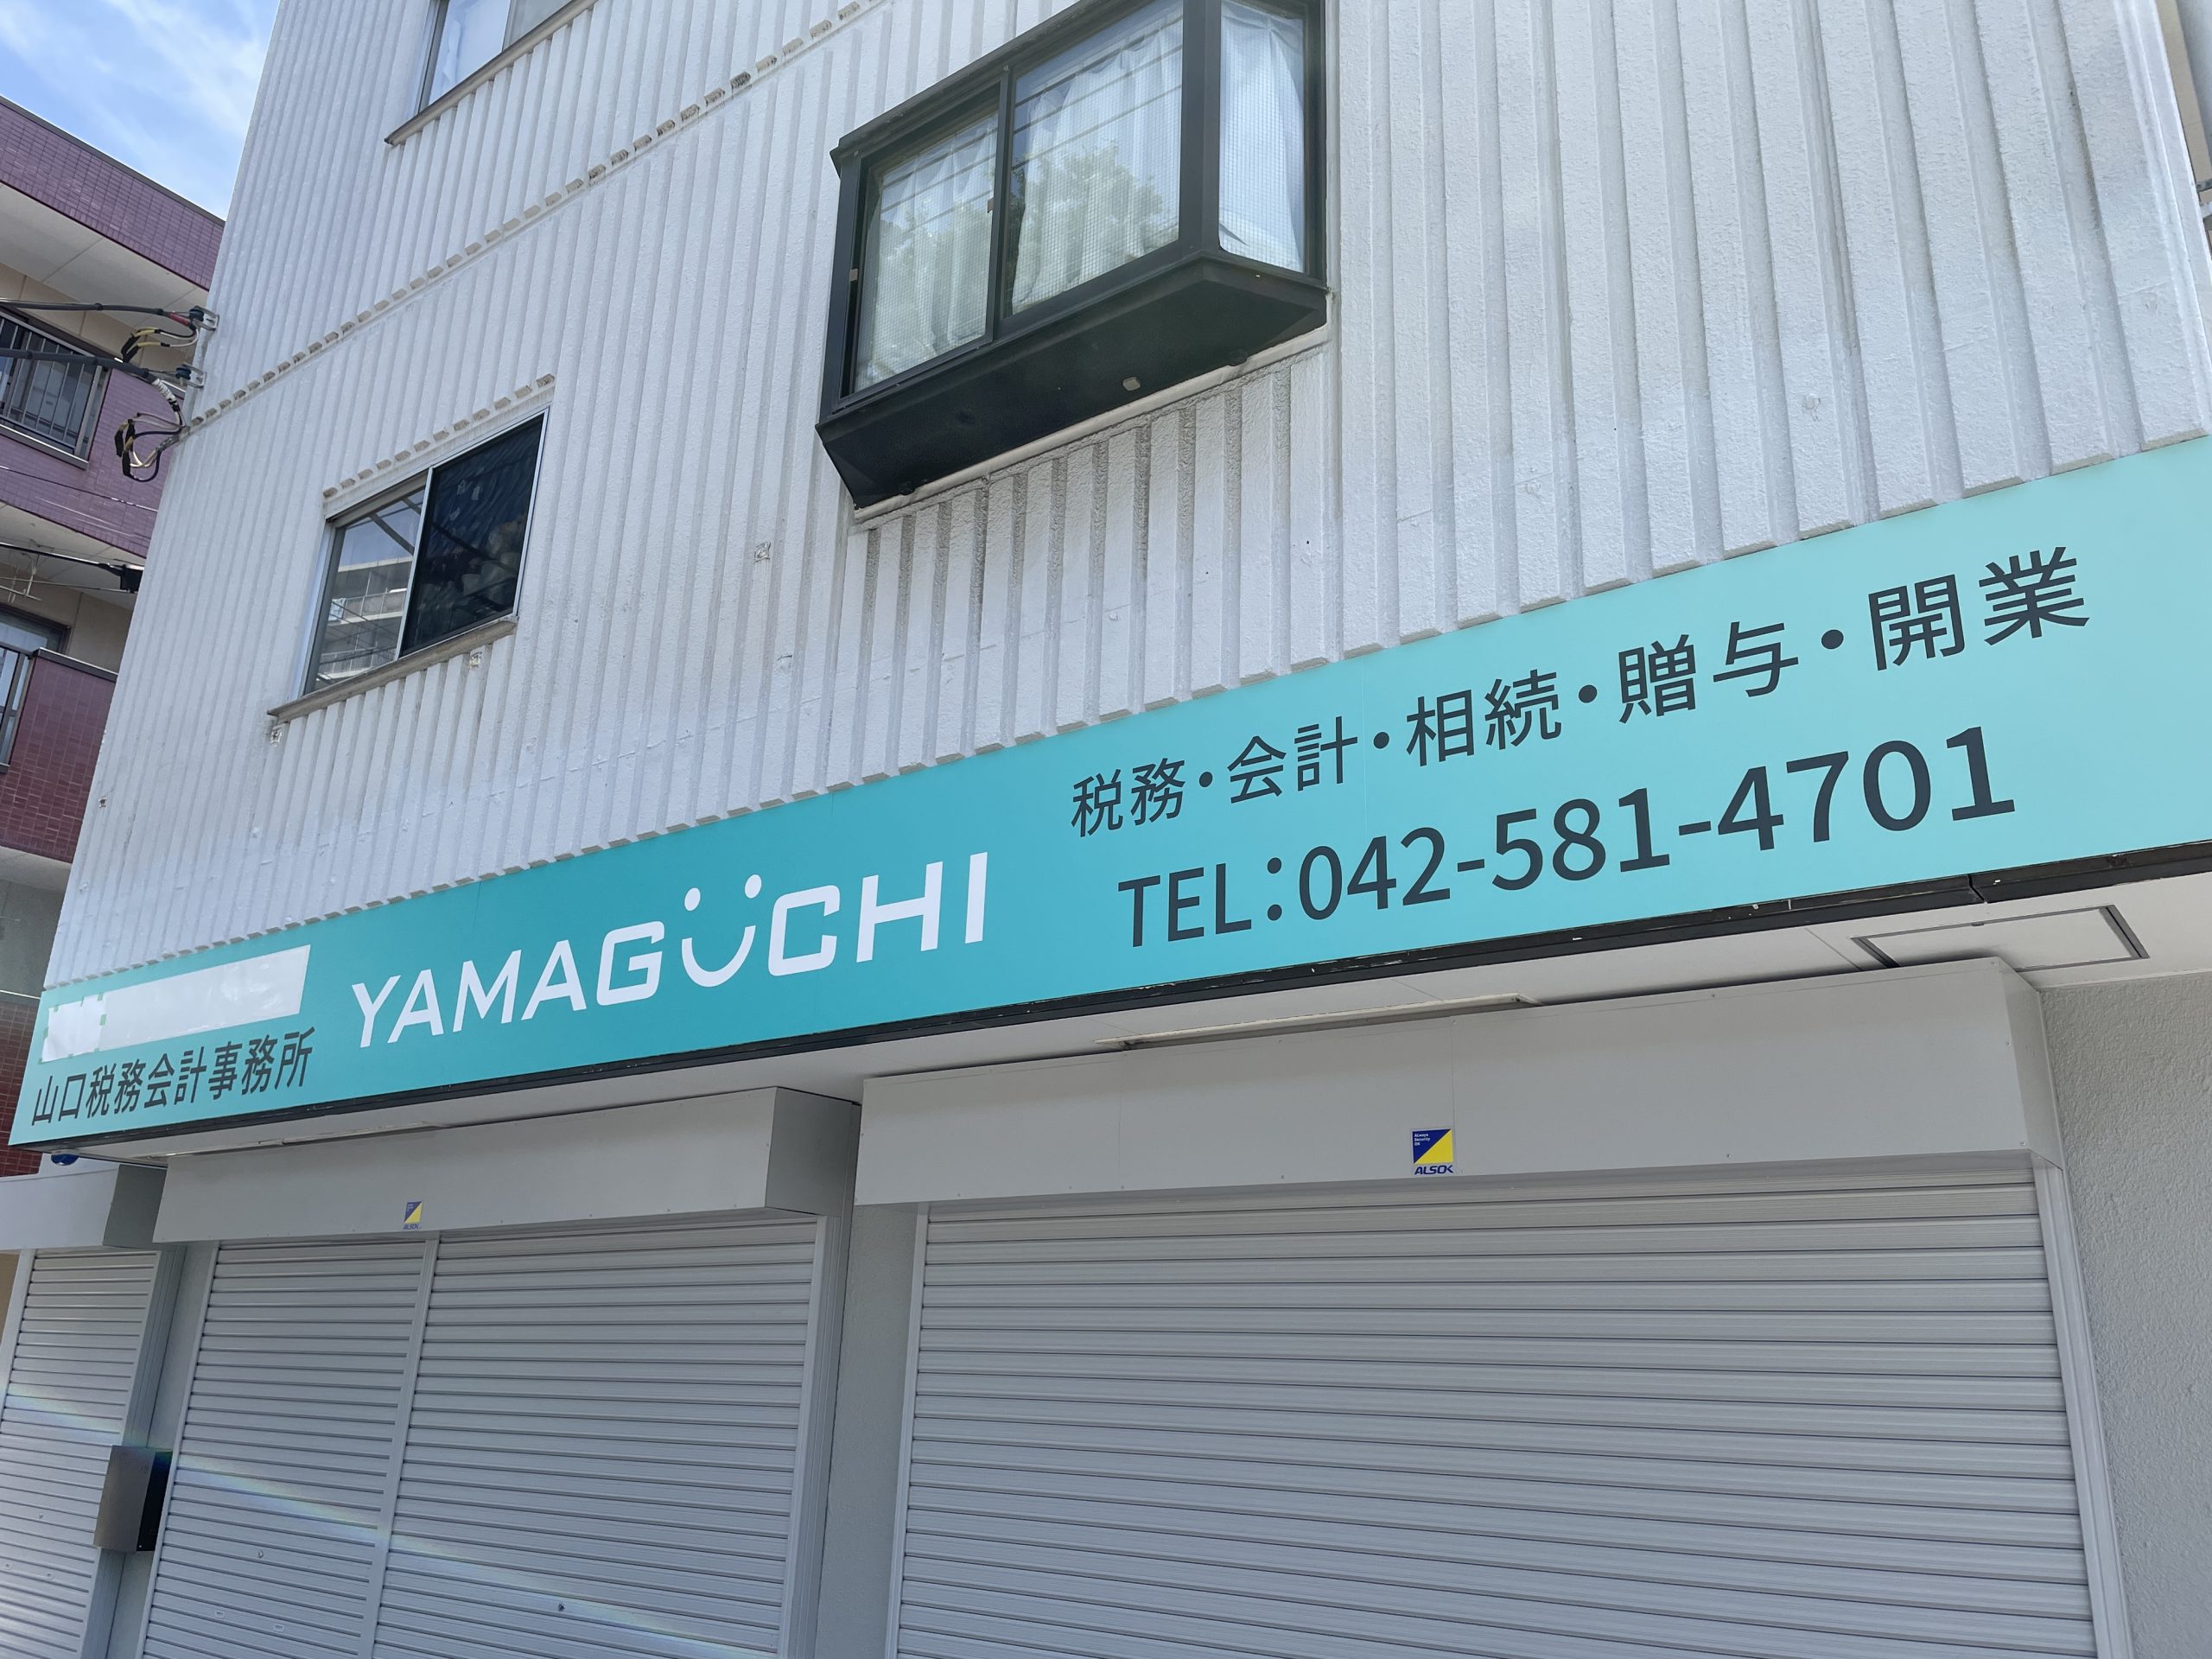 山口税務会計事務所
YAMAGUCHI
税務・会計・相続・贈与・開業
TEL：042-581-4701
ALSOK
ALSOK